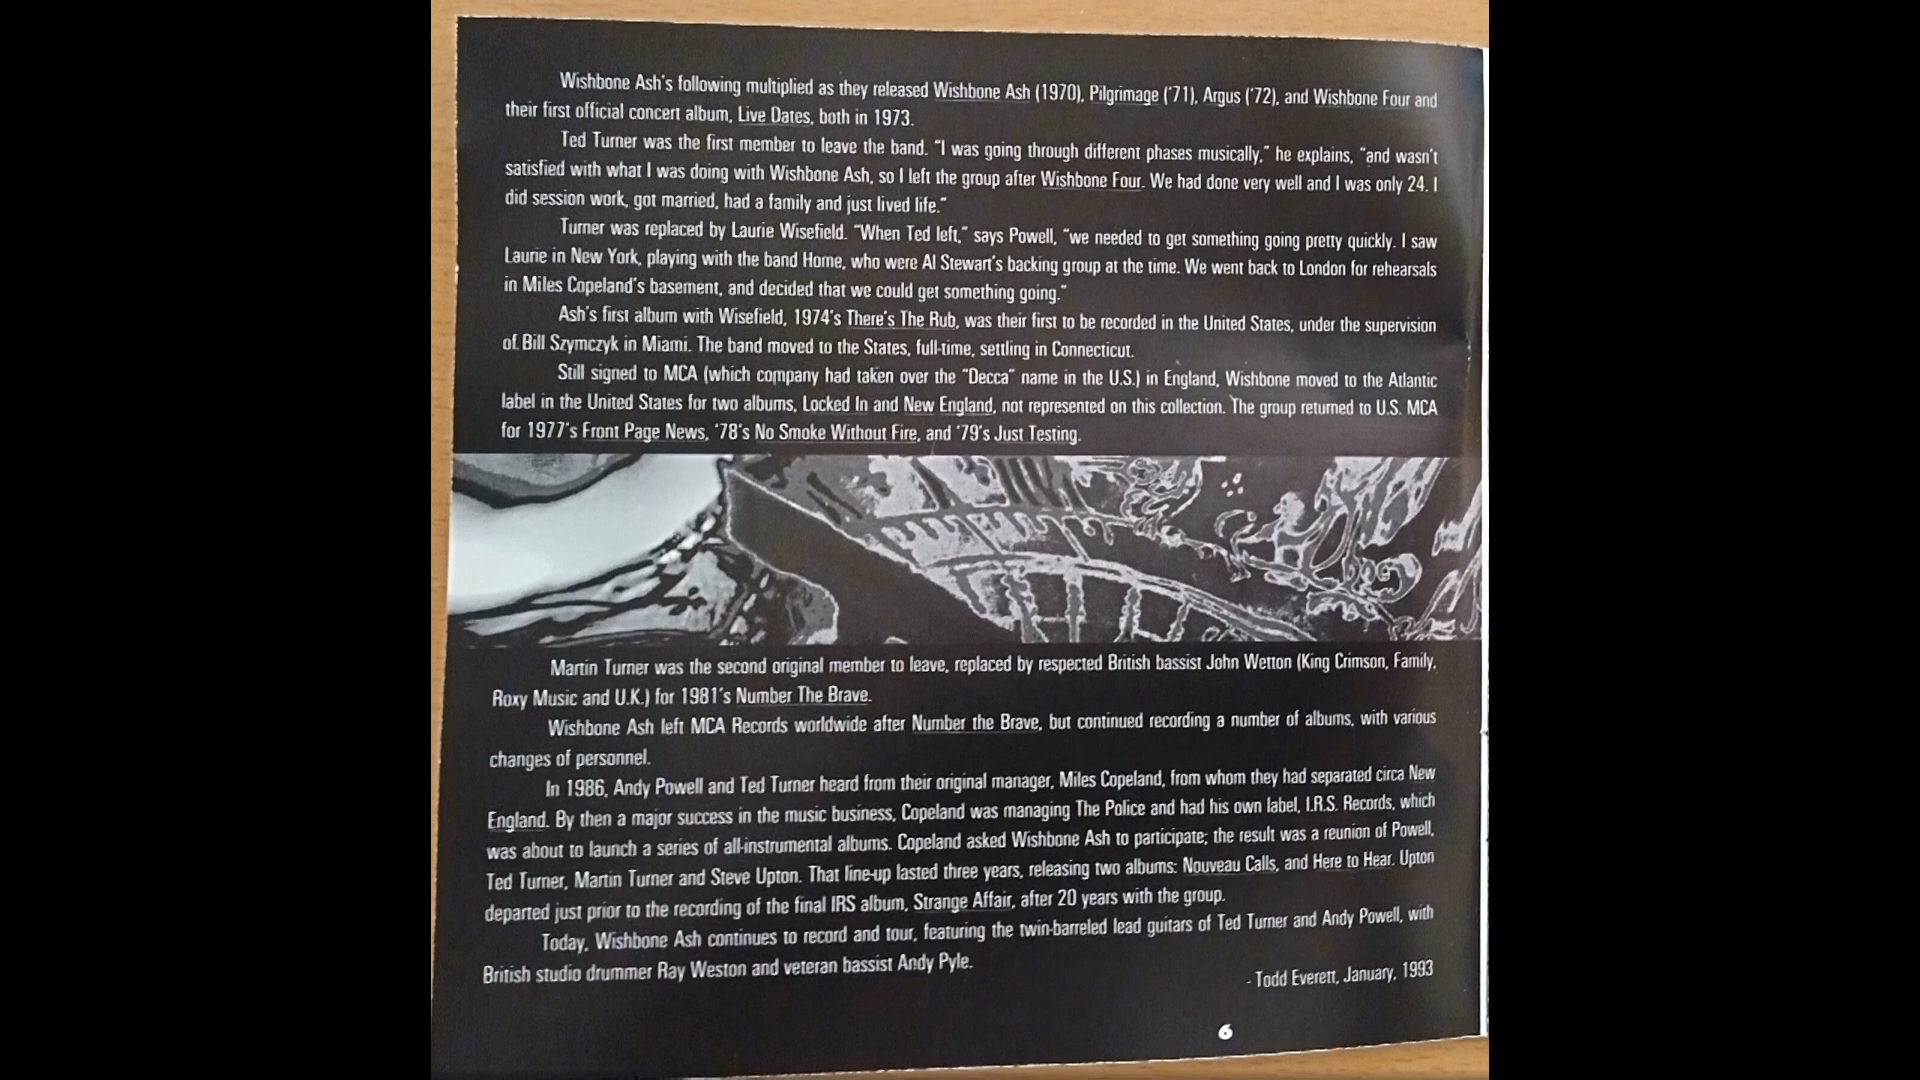 Wishbone Ash's following multiplied as they released Wishbone Ash (1970), Pilgrimage ('71), Argus ('72), and Wishbone Four and
their first official concert album, Live Dates, both in 1973.
Ted Turner was the first member to leave the band. "I was going through different phases musically," he explains, "and wasn't
satisfied with what I was doing with Wishbone Ash, so I left the group after Wishbone Four. We had done very well and I was only 24. I
did session work, got married, had a family and just lived life."
Turner was replaced by Laurie Wisefield. "When Ted left," says Powell, "we needed to get something going pretty quickly. I saw
Laurie in New York, playing with the band Home, who were Al Stewart's backing group at the time. We went back to London for rehearsals
in Miles Copeland's basement, and decided that we could get something going."
Ash's first album with Wisefield, 1974's There's The Rub, was their first to be recorded in the United States, under the supervision
of Bill Szymczyk in Miami. The band moved to the States, full-time, settling in Connecticut.
Still signed to MCA (which company had taken over the "Decca" name in the U.S.) in England, Wishbone moved to the Atlantic
label in the United States for two albums, Locked In and New England, not represented on this collection. The group returned to U.S. MCA
for 1977's Front Page News, '78's No Smoke Without Fire, and '79's Just Testing.
Martin Turner was the second original member to leave, replaced by respected British bassist John Wetton (King Crimson, Family,
Roxy Music and U.K.) for 1981's Number The Brave.
Wishbone Ash left MCA Records worldwide after Number the Brave, but continued recording a number of albums, with various
changes of personnel.
In 1986, Andy Powell and Ted Turner heard from their original manager, Miles Copeland, from whom they had separated circa New
England. By then a major success in the music business, Copeland was managing The Police and had his own label, I.R.S. Records, which
was about to launch a series of all-instrumental albums. Copeland asked Wishbone Ash to participate; the result was a reunion of Powell,
Ted Turner, Martin Turner and Steve Upton. That line-up lasted three years, releasing two albums: Nouveau Calls, and Here to Hear. Upton
departed just prior to the recording of the final IRS album, Strange Affair, after 20 years with the group.
Today, Wishbone Ash continues to record and tour, featuring the twin-barreled lead guitars of Ted Turner and Andy Powell, with
British studio drummer Ray Weston and veteran bassist Andy Pyle.
- Todd Everett, January, 1993
6